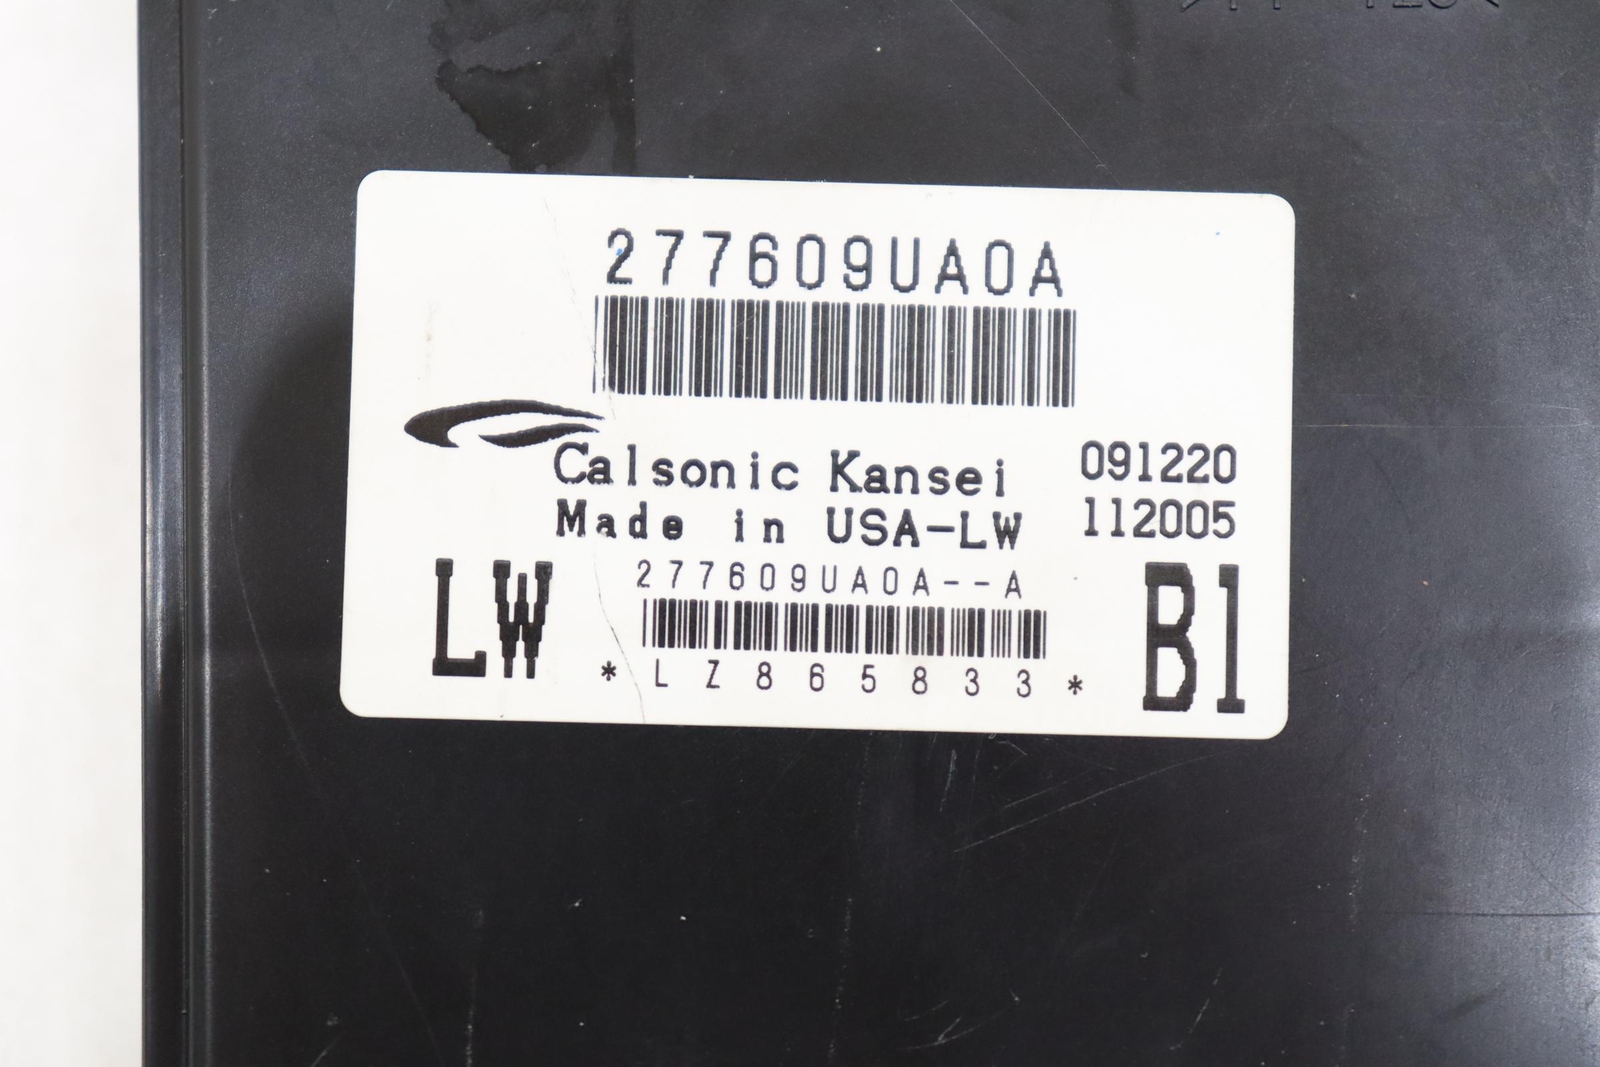 277609UA0A
Calsonic Kansei 091220
Made in USA-LW 112005
277609UA0A--A
LW B1
*LZ865833*